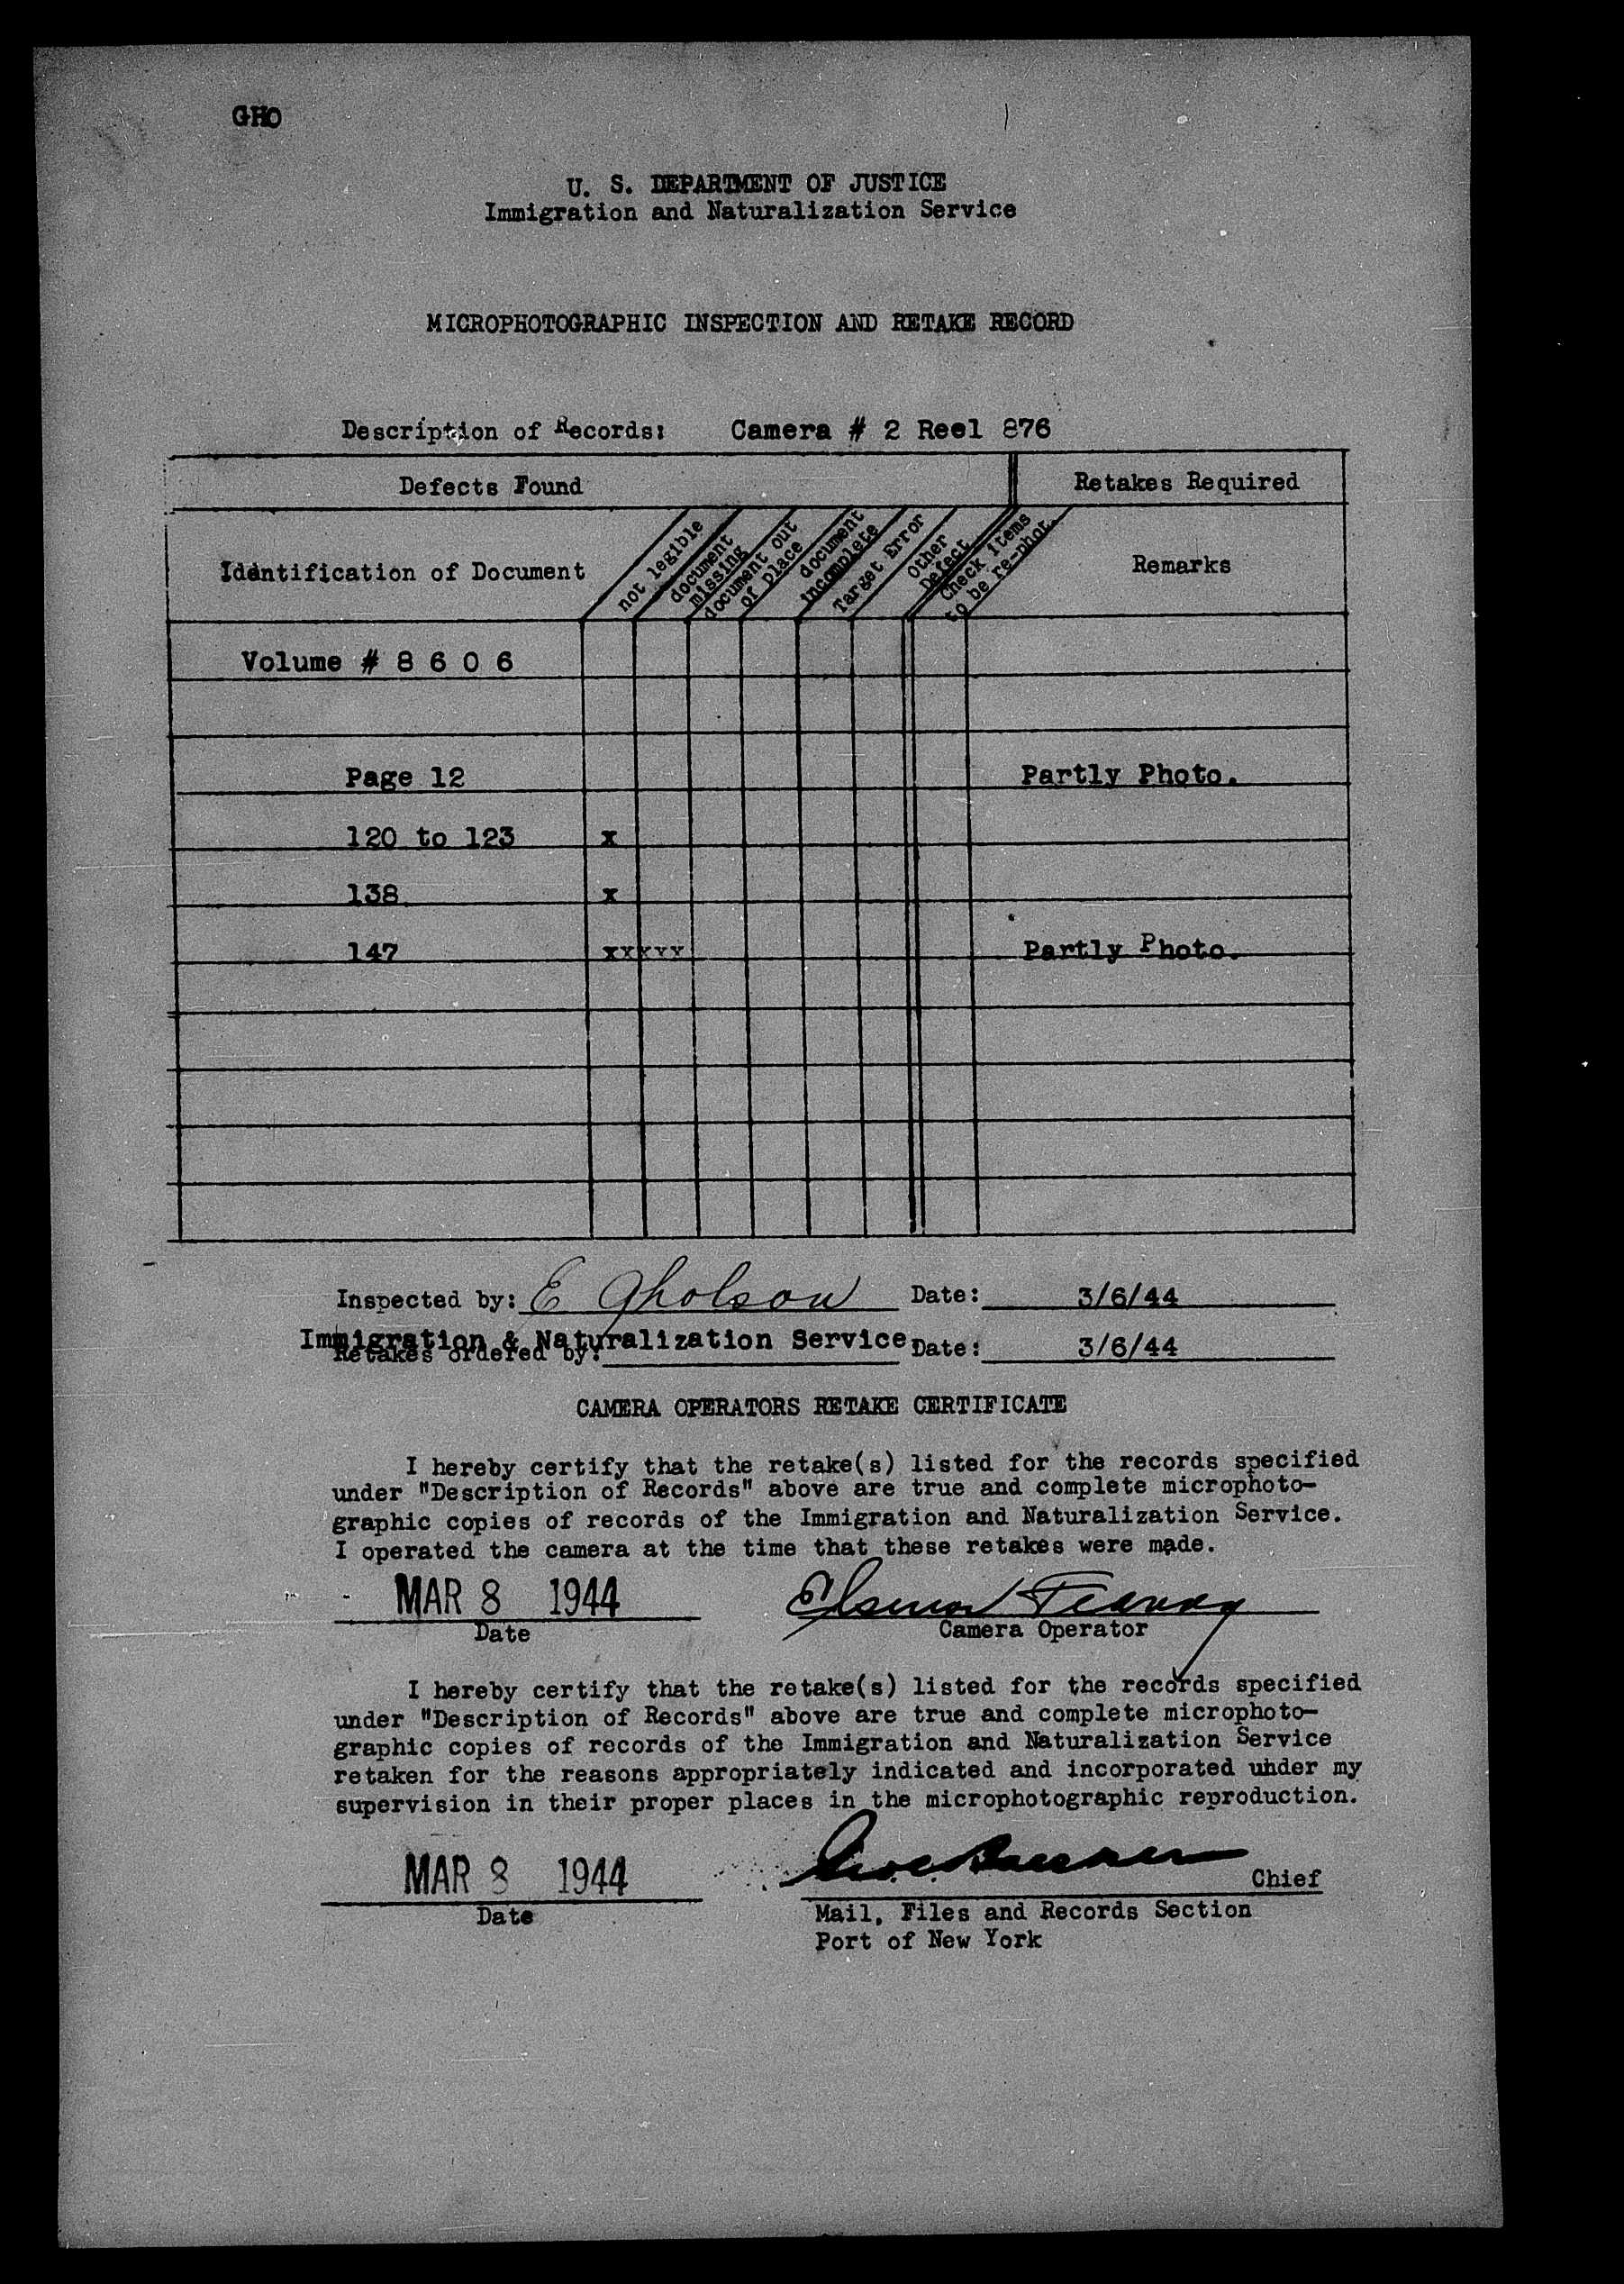 GHO
U. S. DEPARTMENT OF JUSTICE
Immigration and Naturalization Service
MICROPHOTOGRAPHIC INSPECTION AND RETAKE RECORD
Description of Records: Camera # 2 Reel 876
Defects Found Retakes Required
Identification of Document
not legible
document
missing
document out
of place
document
incomplete
Target Error
Other
Defect
Check items
to be re-phot.
Remarks
Volume # 8 6 0 6
Page 12 Partly Photo.
120 to 123 x
138 x
147 xxxxx Partly Photo.
Inspected by: E Gholson Date: 3/6/44
Immigration & Naturalization Service
Retakes ordered by: Date: 3/6/44
CAMERA OPERATORS RETAKE CERTIFICATE
I hereby certify that the retake(s) listed for the records specified
under "Description of Records" above are true and complete microphoto-
graphic copies of records of the Immigration and Naturalization Service.
I operated the camera at the time that these retakes were made.
MAR 8 1944
Date Camera Operator
I hereby certify that the retake(s) listed for the records specified
under "Description of Records" above are true and complete microphoto-
graphic copies of records of the Immigration and Naturalization Service
retaken for the reasons appropriately indicated and incorporated under my
supervision in their proper places in the microphotographic reproduction.
MAR 8 1944 Chief
Date Mail, Files and Records Section
Port of New York